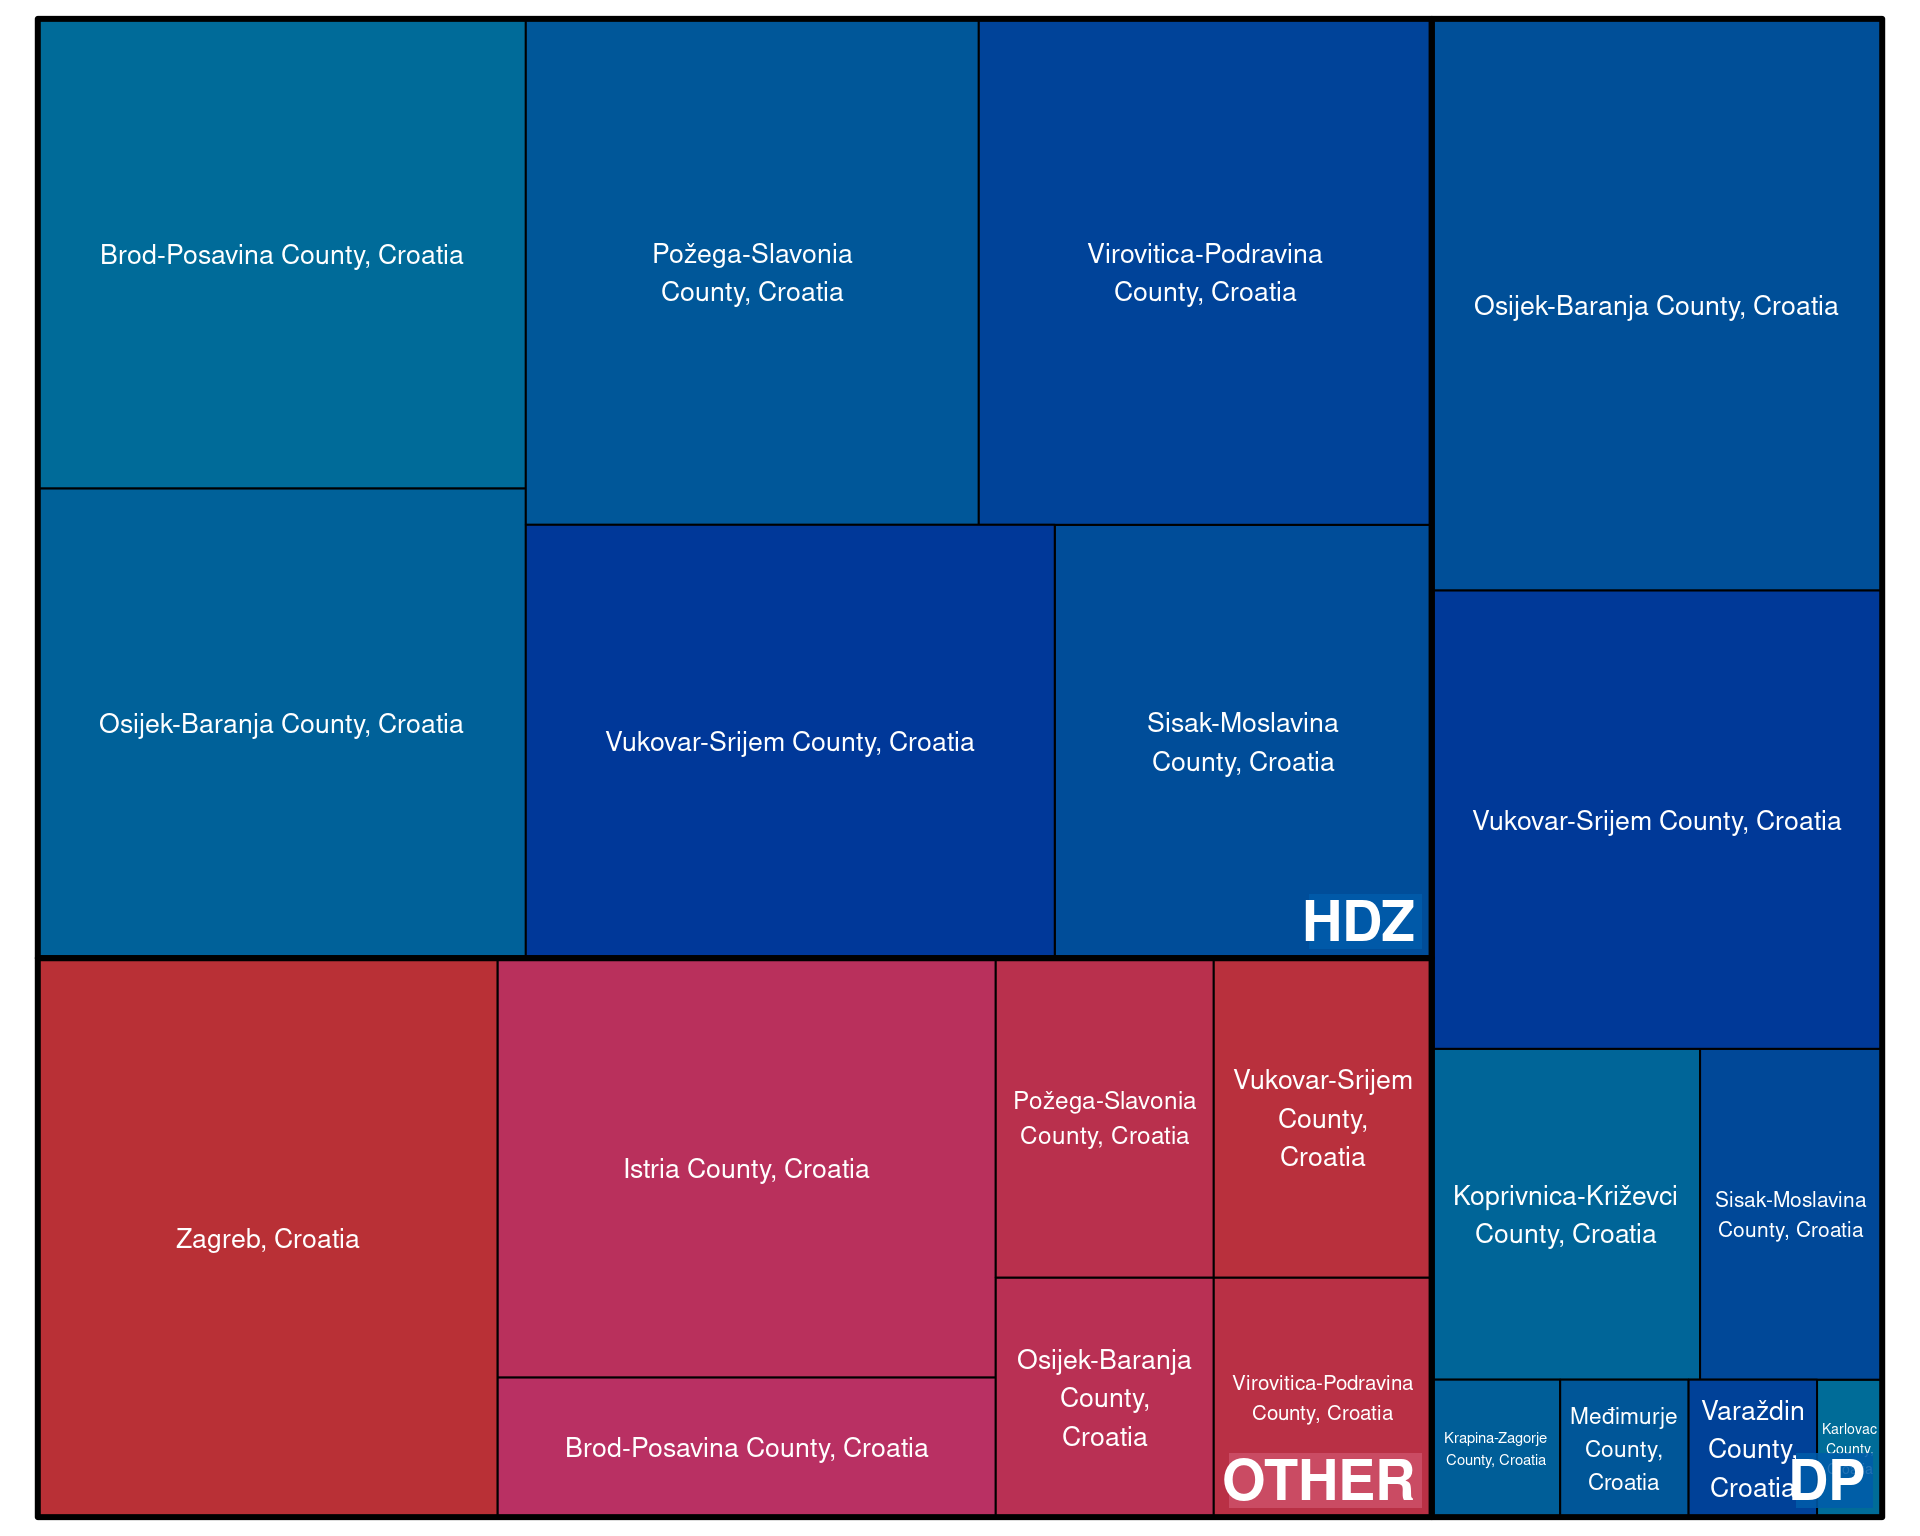 Brod-Posavina County, Croatia
Požega-Slavonia
County, Croatia
Virovitica-Podravina
County, Croatia
Osijek-Baranja County, Croatia
Vukovar-Srijem County, Croatia
Sisak-Moslavina
County, Croatia
HDZ
Osijek-Baranja County, Croatia
Vukovar-Srijem County, Croatia
Koprivnica-Križevci
County, Croatia
Sisak-Moslavina
County, Croatia
Krapina-Zagorje
County, Croatia
Međimurje
County,
Croatia
Varaždin
County,
Croatia
Karlovac
County,
DP
Zagreb, Croatia
Istria County, Croatia
Brod-Posavina County, Croatia
Požega-Slavonia
County, Croatia
Vukovar-Srijem
County,
Croatia
Osijek-Baranja
County,
Croatia
Virovitica-Podravina
County, Croatia
OTHER